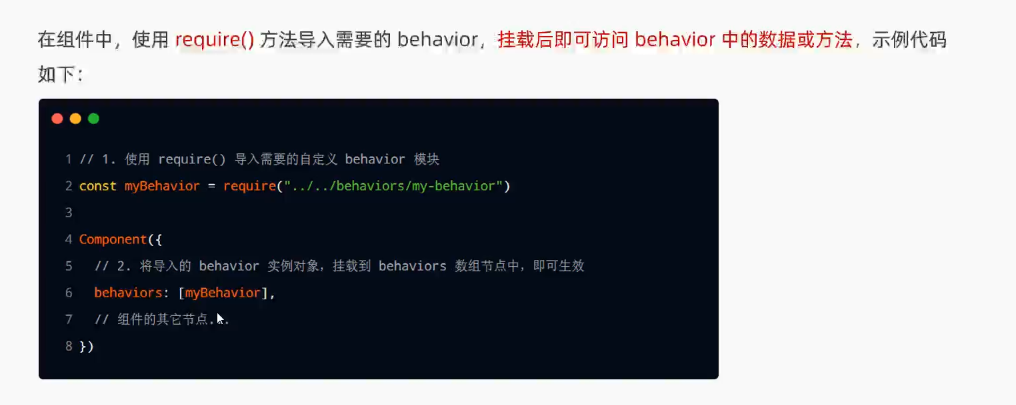 在组件中，使用 require() 方法导入需要的 behavior，挂载后即可访问 behavior 中的数据或方法，示例代码
如下：
1 // 1. 使用 require() 导入需要的自定义 behavior 模块
2 const myBehavior = require("../../behaviors/my-behavior")
3
4 Component({
5   // 2. 将导入的 behavior 实例对象，挂载到 behaviors 数组节点中，即可生效
6   behaviors: [myBehavior],
7   // 组件的其它节点...
8 })